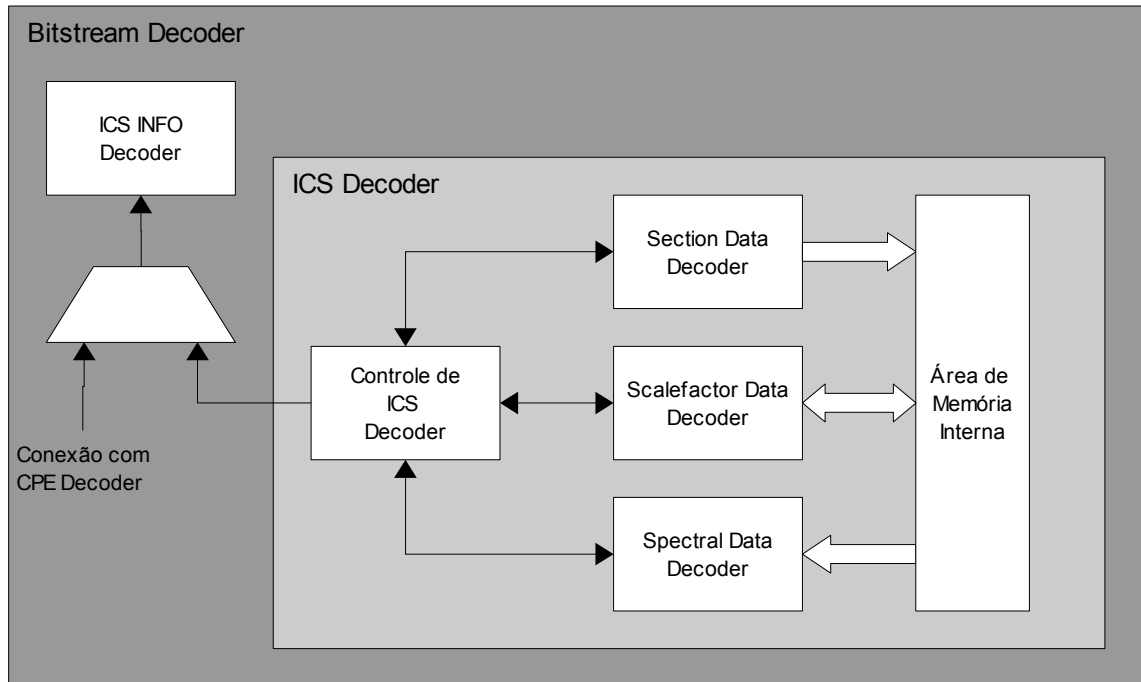 Bitstream Decoder
ICS INFO
Decoder
ICS Decoder
Section Data
Decoder
Controle de
ICS
Decoder
Scalefactor Data
Decoder
Área de
Memória
Interna
Conexão com
CPE Decoder
Spectral Data
Decoder